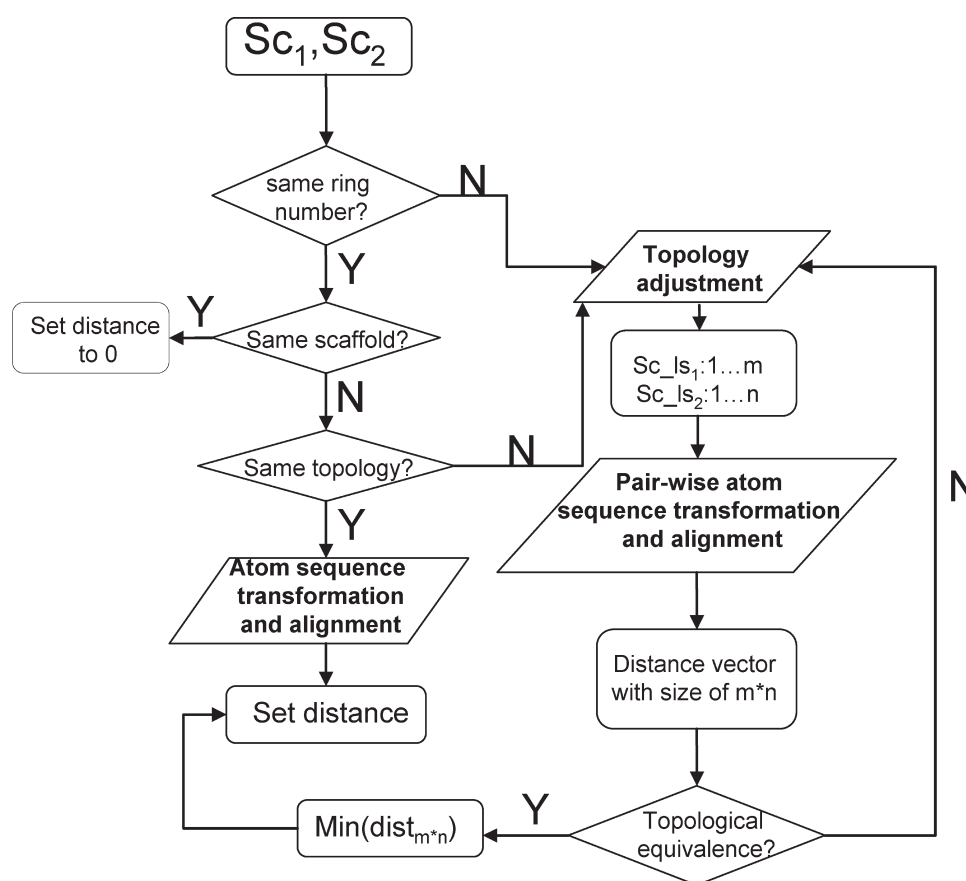 Sc₁,Sc₂
same ring
number?
N
Y
Topology
adjustment
Y
Set distance
to 0
Same scaffold?
Sc_ls₁:1...m
Sc_ls₂:1...n
N
Same topology?
N
Pair-wise atom
sequence transformation
and alignment
N
Y
Atom sequence
transformation
and alignment
Distance vector
with size of m*n
Set distance
Min(distₘ*ₙ)
Y
Topological
equivalence?